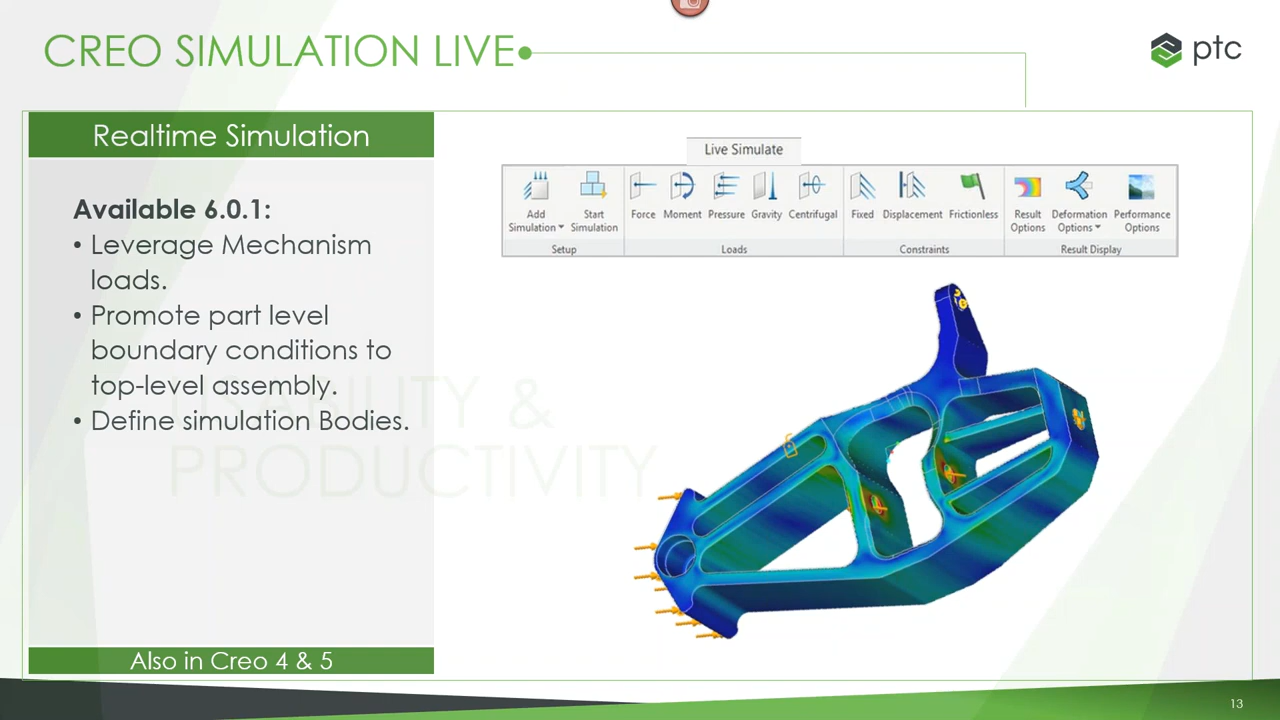 CREO SIMULATION LIVE
ptc
Realtime Simulation
Available 6.0.1:
• Leverage Mechanism
loads.
• Promote part level
boundary conditions to
top-level assembly.
• Define simulation Bodies.
Also in Creo 4 & 5
USABILITY &
PRODUCTIVITY
Live Simulate
Add Simulation
Start Simulation
Setup
Force
Moment
Pressure
Gravity
Centrifugal
Loads
Fixed
Displacement
Frictionless
Constraints
Result Options
Deformation Options
Performance Options
Result Display
13